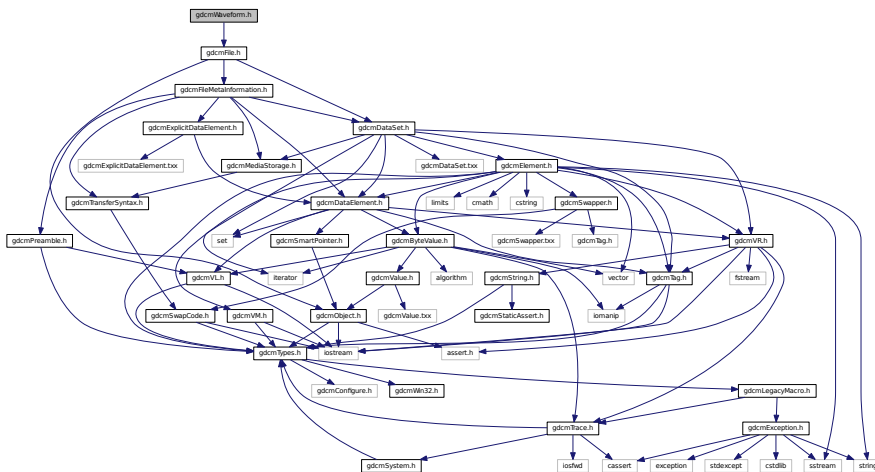 gdcmWaveform.h
gdcmFile.h
gdcmFileMetaInformation.h
gdcmExplicitDataElement.h
gdcmDataSet.h
gdcmExplicitDataElement.txx
gdcmMediaStorage.h
gdcmDataSet.txx
gdcmElement.h
gdcmTransferSyntax.h
gdcmDataElement.h
limits
cmath
cstring
gdcmSwapper.h
gdcmPreamble.h
set
gdcmSmartPointer.h
gdcmByteValue.h
gdcmSwapper.txx
gdcmTag.h
gdcmVR.h
gdcmVL.h
iterator
gdcmValue.h
algorithm
gdcmString.h
vector
gdcmTag.h
fstream
gdcmSwapCode.h
gdcmVM.h
gdcmObject.h
gdcmValue.txx
gdcmStaticAssert.h
iomanip
gdcmTypes.h
iostream
assert.h
gdcmConfigure.h
gdcmWin32.h
gdcmLegacyMacro.h
gdcmTrace.h
gdcmException.h
gdcmSystem.h
iosfwd
cassert
exception
stdexcept
cstdlib
sstream
string